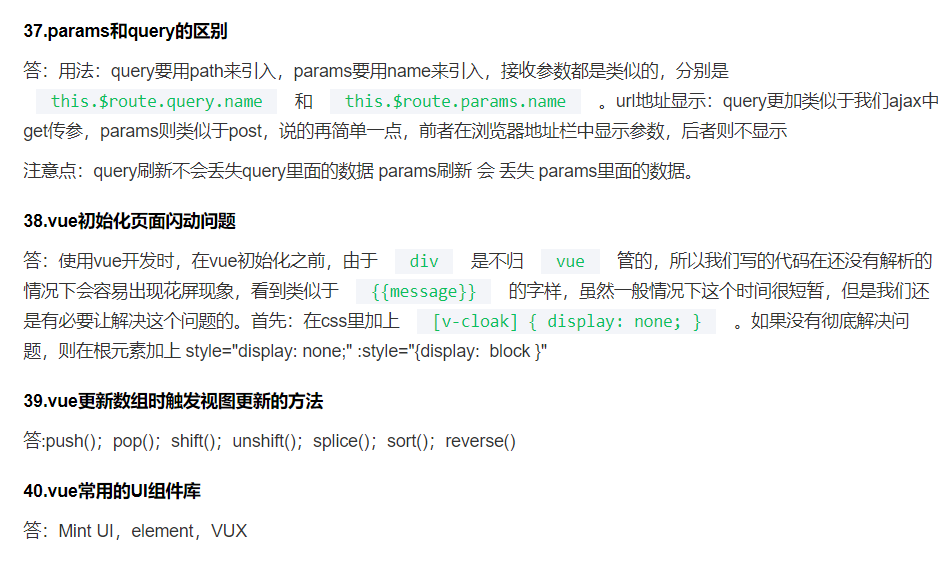 37.params和query的区别
答：用法：query要用path来引入，params要用name来引入，接收参数都是类似的，分别是
this.$route.query.name 和 this.$route.params.name 。url地址显示：query更加类似于我们ajax中
get传参，params则类似于post，说的再简单一点，前者在浏览器地址栏中显示参数，后者则不显示
注意点：query刷新不会丢失query里面的数据 params刷新 会 丢失 params里面的数据。
38.vue初始化页面闪动问题
答：使用vue开发时，在vue初始化之前，由于 div 是不归 vue 管的，所以我们写的代码在还没有解析的
情况下会容易出现花屏现象，看到类似于 {{message}} 的字样，虽然一般情况下这个时间很短暂，但是我们还
是有必要让解决这个问题的。首先：在css里加上 [v-cloak] { display: none; } 。如果没有彻底解决问
题，则在根元素加上 style="display: none;" :style="{display: block }"
39.vue更新数组时触发视图更新的方法
答:push()；pop()；shift()；unshift()；splice()；sort()；reverse()
40.vue常用的UI组件库
答：Mint UI，element，VUX